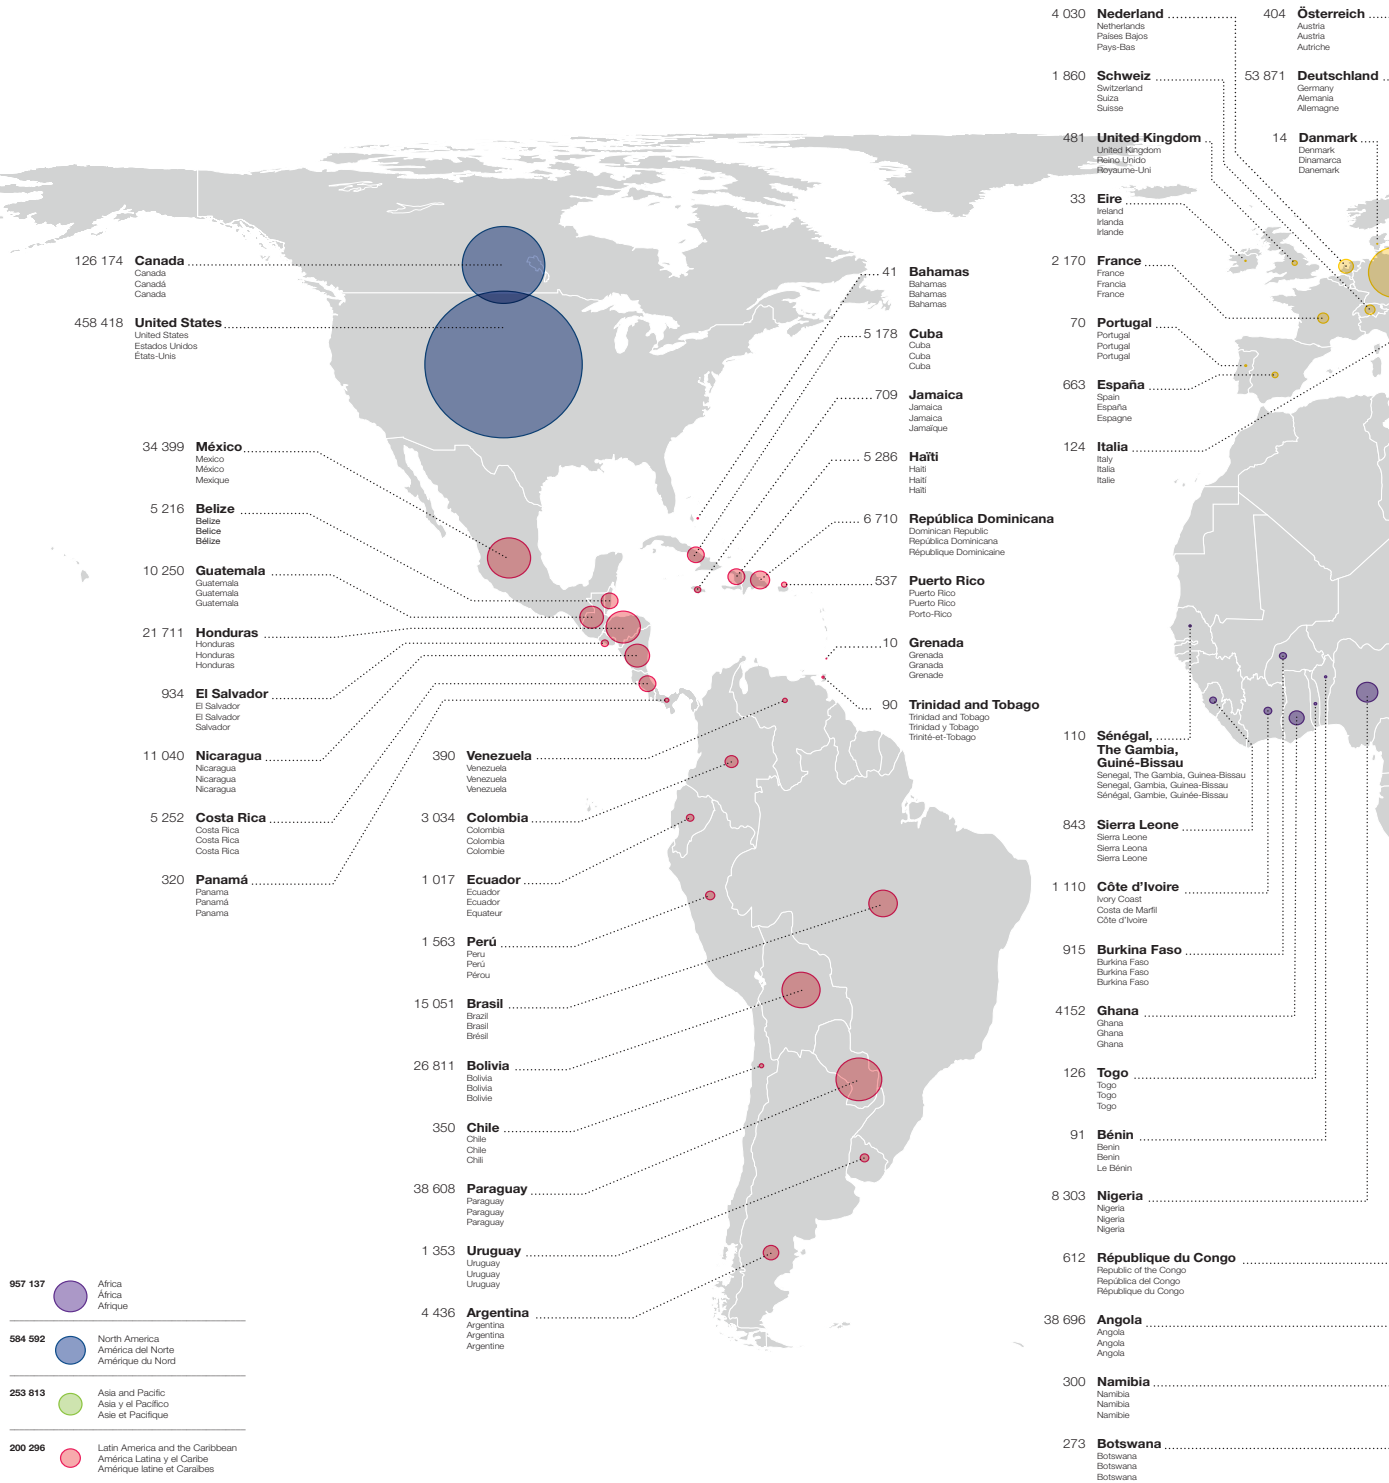 126 174 Canada
Canada
Canadá
Canada
458 418 United States
United States
Estados Unidos
États-Unis
34 399 México
Mexico
México
Mexique
5 216 Belize
Belize
Belice
Bélize
10 250 Guatemala
Guatemala
Guatemala
Guatemala
21 711 Honduras
Honduras
Honduras
Honduras
934 El Salvador
El Salvador
El Salvador
Salvador
11 040 Nicaragua
Nicaragua
Nicaragua
Nicaragua
5 252 Costa Rica
Costa Rica
Costa Rica
Costa Rica
320 Panamá
Panama
Panamá
Panama
41 Bahamas
Bahamas
Bahamas
Bahamas
5 178 Cuba
Cuba
Cuba
Cuba
709 Jamaica
Jamaica
Jamaica
Jamaïque
5 286 Haïti
Haiti
Haití
Haïti
6 710 República Dominicana
Dominican Republic
República Dominicana
République Dominicaine
537 Puerto Rico
Puerto Rico
Puerto Rico
Porto-Rico
10 Grenada
Grenada
Granada
Grenade
90 Trinidad and Tobago
Trinidad and Tobago
Trinidad y Tobago
Trinité-et-Tobago
390 Venezuela
Venezuela
Venezuela
Venezuela
3 034 Colombia
Colombia
Colombia
Colombie
1 017 Ecuador
Ecuador
Ecuador
Equateur
1 563 Perú
Peru
Perú
Pérou
15 051 Brasil
Brazil
Brasil
Brésil
26 811 Bolivia
Bolivia
Bolivia
Bolivie
350 Chile
Chile
Chile
Chili
38 608 Paraguay
Paraguay
Paraguay
Paraguay
1 353 Uruguay
Uruguay
Uruguay
Uruguay
4 436 Argentina
Argentina
Argentina
Argentine
4 030 Nederland
Netherlands
Países Bajos
Pays-Bas
1 860 Schweiz
Switzerland
Suiza
Suisse
481 United Kingdom
United Kingdom
Reino Unido
Royaume-Uni
33 Eire
Ireland
Irlanda
Irlande
2 170 France
France
Francia
France
70 Portugal
Portugal
Portugal
Portugal
663 España
Spain
España
Espagne
124 Italia
Italy
Italia
Italie
404 Österreich
Austria
Austria
Autriche
53 871 Deutschland
Germany
Alemania
Allemagne
14 Danmark
Denmark
Dinamarca
Danemark
110 Sénégal,
The Gambia,
Guiné-Bissau
Senegal, The Gambia, Guinea-Bissau
Senegal, Gambia, Guinea-Bissau
Sénégal, Gambie, Guinée-Bissau
843 Sierra Leone
Sierra Leone
Sierra Leona
Sierra Leone
1 110 Côte d'Ivoire
Ivory Coast
Costa de Marfil
Côte d'Ivoire
915 Burkina Faso
Burkina Faso
Burkina Faso
Burkina Faso
4152 Ghana
Ghana
Ghana
Ghana
126 Togo
Togo
Togo
Togo
91 Bénin
Benin
Benin
Le Bénin
8 303 Nigeria
Nigeria
Nigeria
Nigeria
612 République du Congo
Republic of the Congo
República del Congo
République du Congo
38 696 Angola
Angola
Angola
Angola
300 Namibia
Namibia
Namibia
Namibie
273 Botswana
Botswana
Botswana
Botswana
957 137 Africa
África
Afrique
584 592 North America
América del Norte
Amérique du Nord
253 813 Asia and Pacific
Asia y el Pacífico
Asie et Pacifique
200 296 Latin America and the Caribbean
América Latina y el Caribe
Amérique latine et Caraïbes